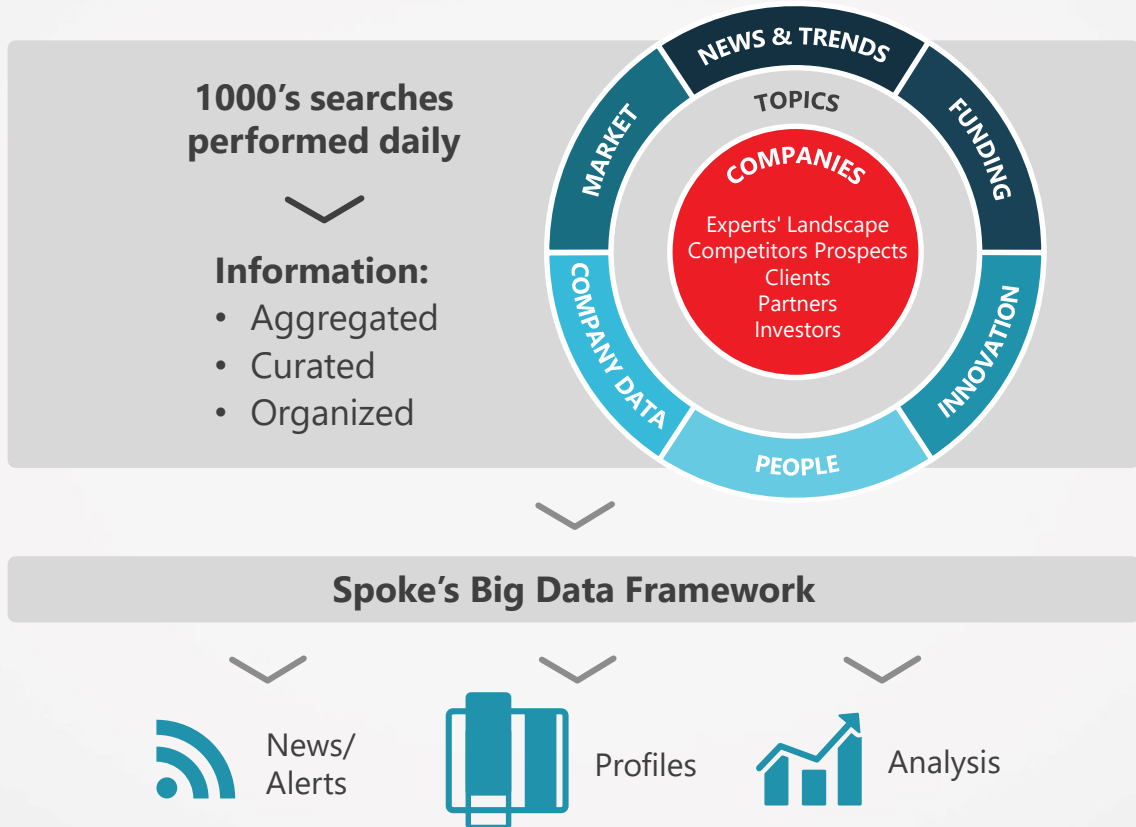 1000's searches
performed daily
Information:
• Aggregated
• Curated
• Organized
NEWS & TRENDS
FUNDING
INNOVATION
PEOPLE
COMPANY DATA
MARKET
TOPICS
COMPANIES
Experts' Landscape
Competitors Prospects
Clients
Partners
Investors
Spoke’s Big Data Framework
News/
Alerts
Profiles
Analysis